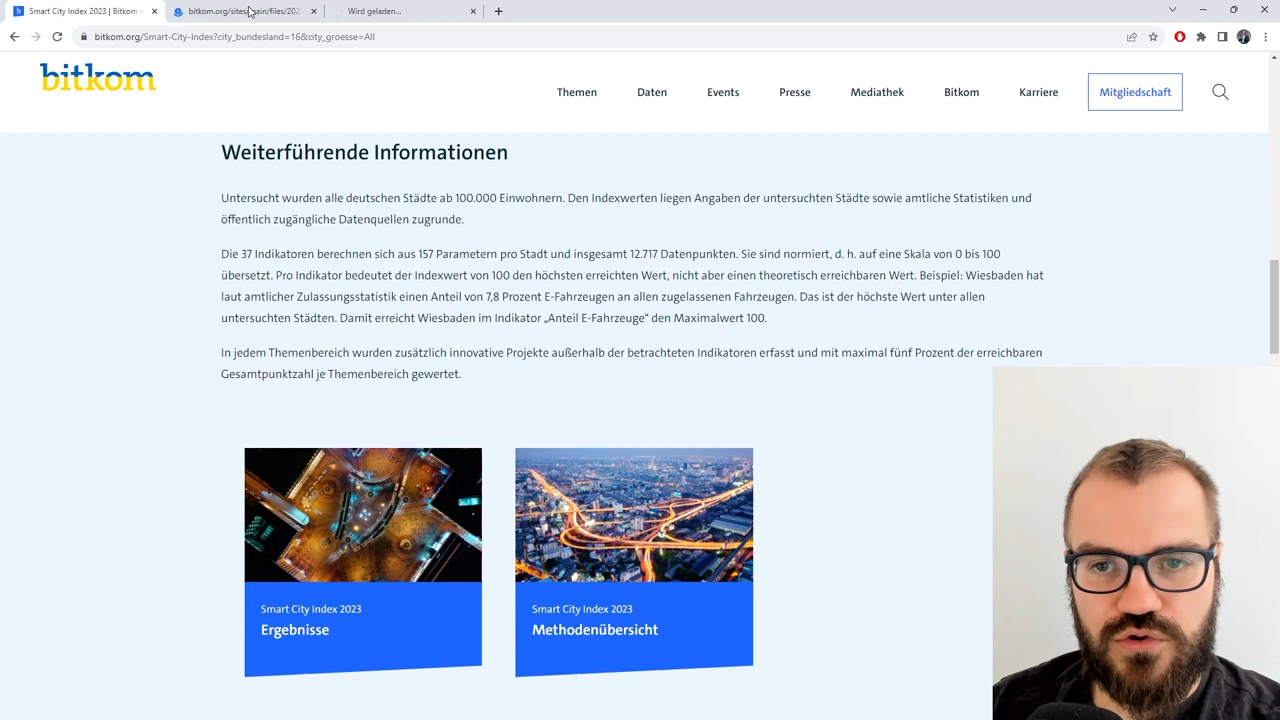 Smart City Index 2023 | Bitkom e
bitkom.org/sites/main/files/202
Wird geladen...
bitkom.org/Smart-City-Index?city_bundesland=16&city_groesse=All
bitkom
Themen
Daten
Events
Presse
Mediathek
Bitkom
Karriere
Mitgliedschaft
Weiterführende Informationen
Untersucht wurden alle deutschen Städte ab 100.000 Einwohnern. Den Indexwerten liegen Angaben der untersuchten Städte sowie amtliche Statistiken und
öffentlich zugängliche Datenquellen zugrunde.
Die 37 Indikatoren berechnen sich aus 157 Parametern pro Stadt und insgesamt 12.717 Datenpunkten. Sie sind normiert, d. h. auf eine Skala von 0 bis 100
übersetzt. Pro Indikator bedeutet der Indexwert von 100 den höchsten erreichten Wert, nicht aber einen theoretisch erreichbaren Wert. Beispiel: Wiesbaden hat
laut amtlicher Zulassungsstatistik einen Anteil von 7,8 Prozent E-Fahrzeugen an allen zugelassenen Fahrzeugen. Das ist der höchste Wert unter allen
untersuchten Städten. Damit erreicht Wiesbaden im Indikator „Anteil E-Fahrzeuge“ den Maximalwert 100.
In jedem Themenbereich wurden zusätzlich innovative Projekte außerhalb der betrachteten Indikatoren erfasst und mit maximal fünf Prozent der erreichbaren
Gesamtpunktzahl je Themenbereich gewertet.
Smart City Index 2023
Ergebnisse
Smart City Index 2023
Methodenübersicht